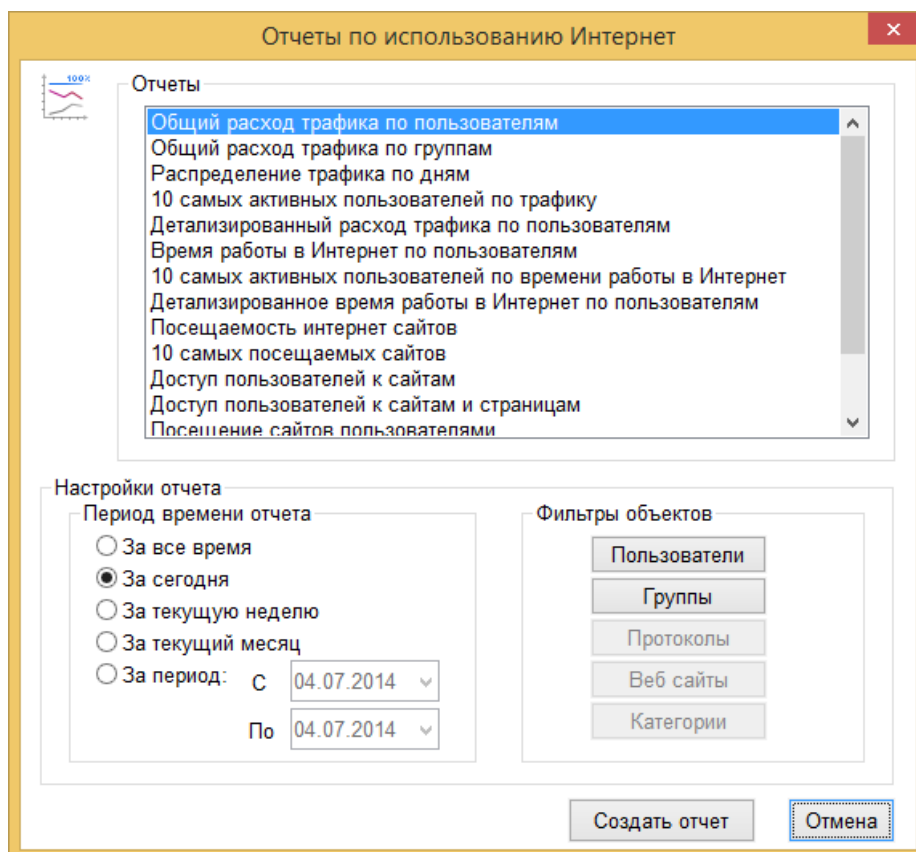 Отчеты по использованию Интернет
100%
Отчеты
Общий расход трафика по пользователям
Общий расход трафика по группам
Распределение трафика по дням
10 самых активных пользователей по трафику
Детализированный расход трафика по пользователям
Время работы в Интернет по пользователям
10 самых активных пользователей по времени работы в Интернет
Детализированное время работы в Интернет по пользователям
Посещаемость интернет сайтов
10 самых посещаемых сайтов
Доступ пользователей к сайтам
Доступ пользователей к сайтам и страницам
Посещение сайтов пользователями
Настройки отчета
Период времени отчета
За все время
За сегодня
За текущую неделю
За текущий месяц
За период: С 04.07.2014
По 04.07.2014
Фильтры объектов
Пользователи
Группы
Протоколы
Веб сайты
Категории
Создать отчет
Отмена